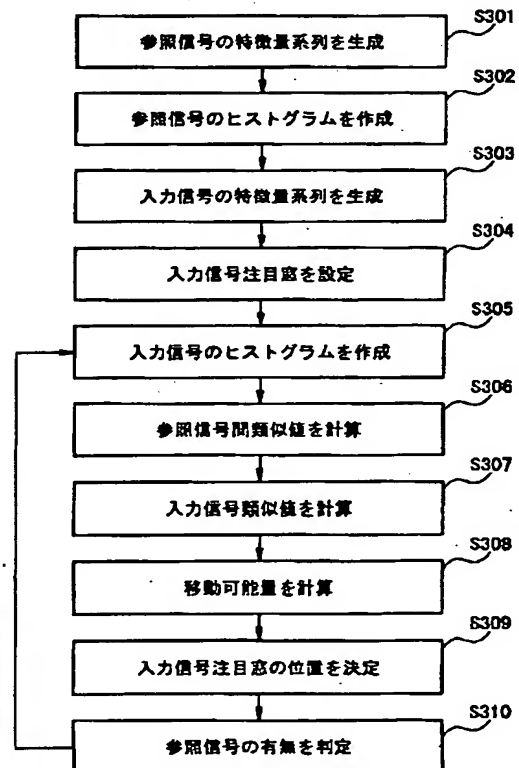 S301
参照信号の特徴量系列を生成
S302
参照信号のヒストグラムを作成
S303
入力信号の特徴量系列を生成
S304
入力信号注目窓を設定
S305
入力信号のヒストグラムを作成
S306
参照信号間類似値を計算
S307
入力信号類似値を計算
S308
移動可能量を計算
S309
入力信号注目窓の位置を決定
S310
参照信号の有無を判定